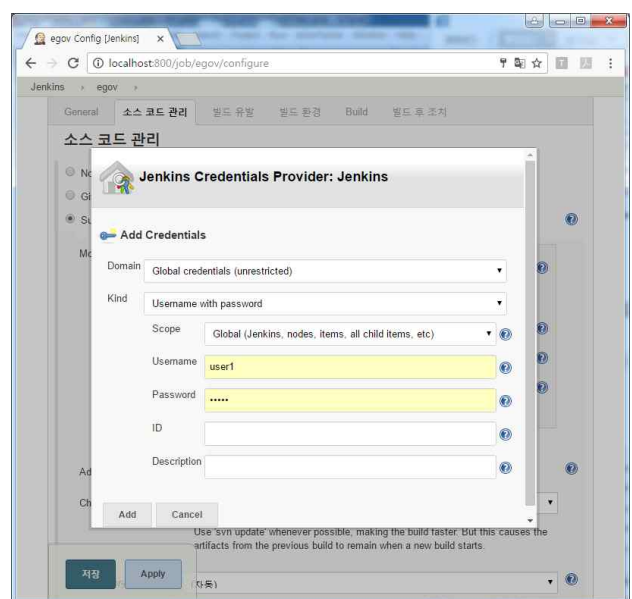 egov Config [Jenkins]
localhost:800/job/egov/configure
Jenkins egov
General 소스 코드 관리 빌드 유발 빌드 환경 Build 빌드 후 조치
소스 코드 관리
Jenkins Credentials Provider: Jenkins
Add Credentials
Domain Global credentials (unrestricted)
Kind Username with password
Scope Global (Jenkins, nodes, items, all child items, etc)
Username user1
Password •••••
ID
Description
Add Cancel
Use 'svn update' whenever possible, making the build faster. But this causes the
artifacts from the previous build to remain when a new build starts.
저장 Apply
(자동)